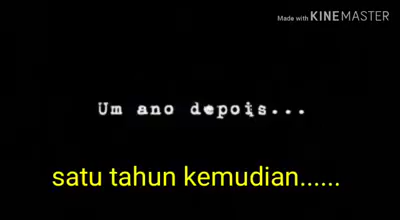 Made with KINEMASTER
Um ano depois...
satu tahun kemudian......